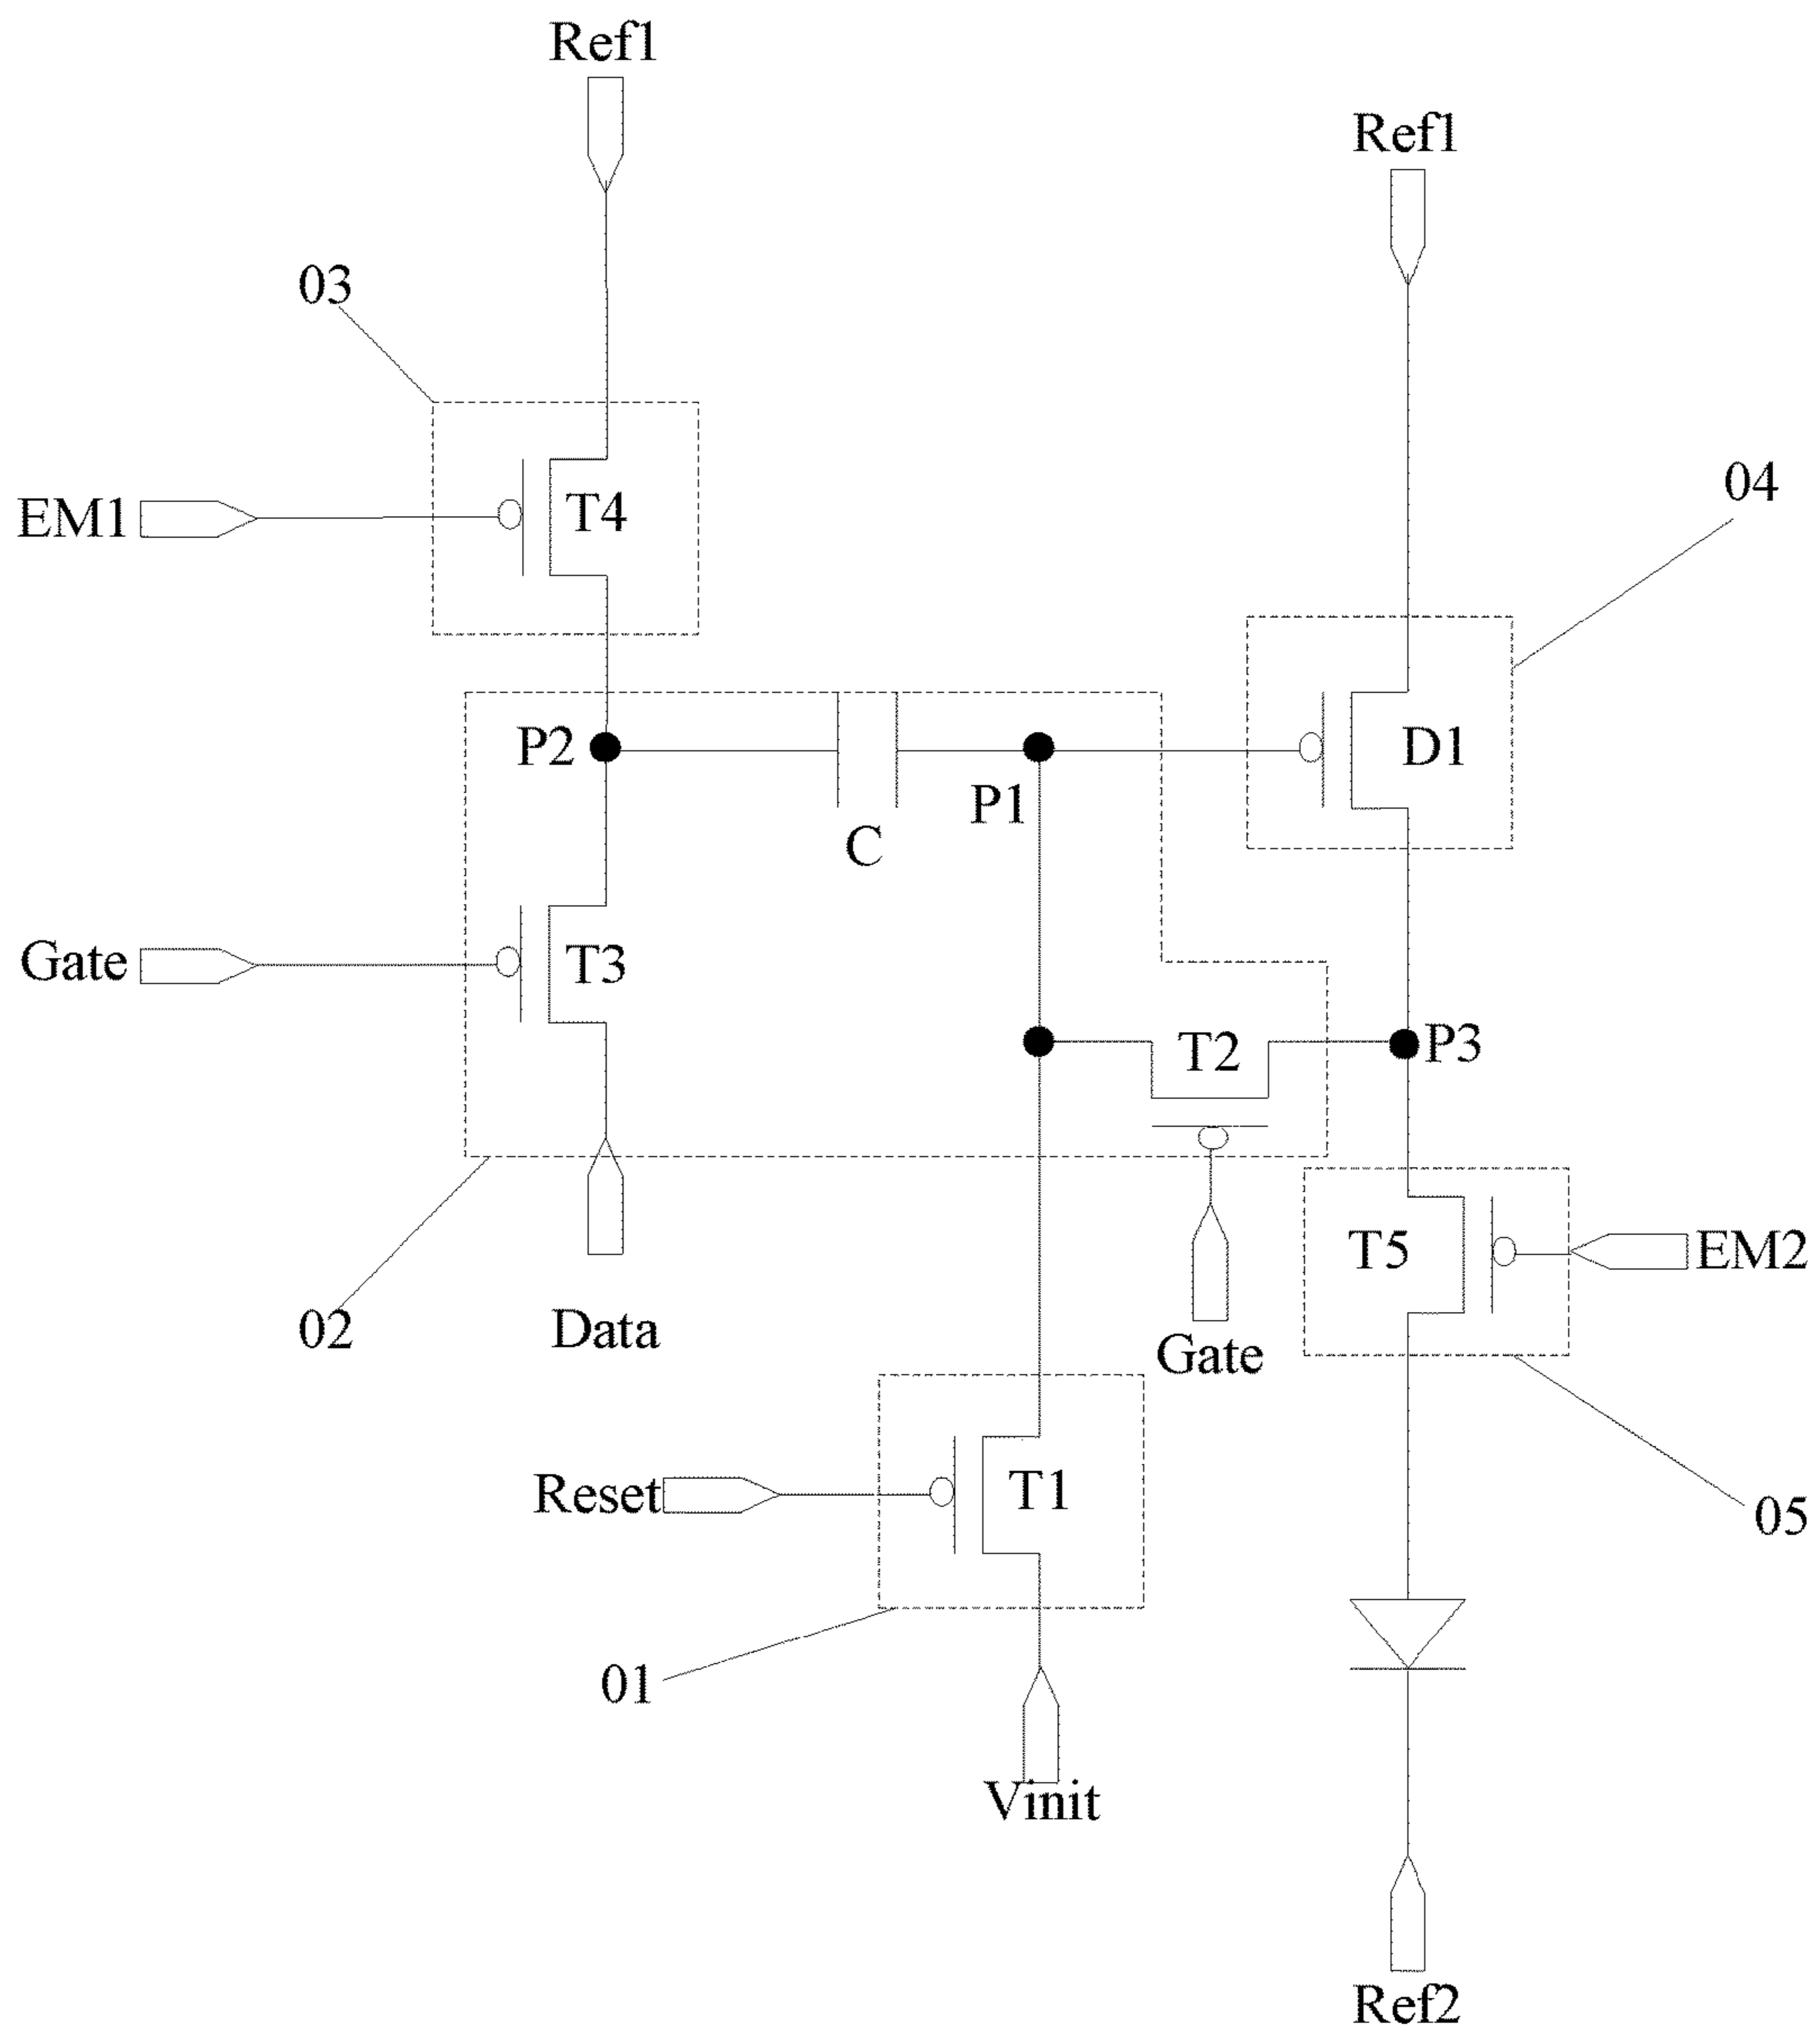 Ref1
Ref1
03
04
EM1
T4
P2
P1
D1
C
Gate
T3
T2
P3
T5
EM2
02
Data
Gate
Reset
T1
05
01
Vinit
Ref2